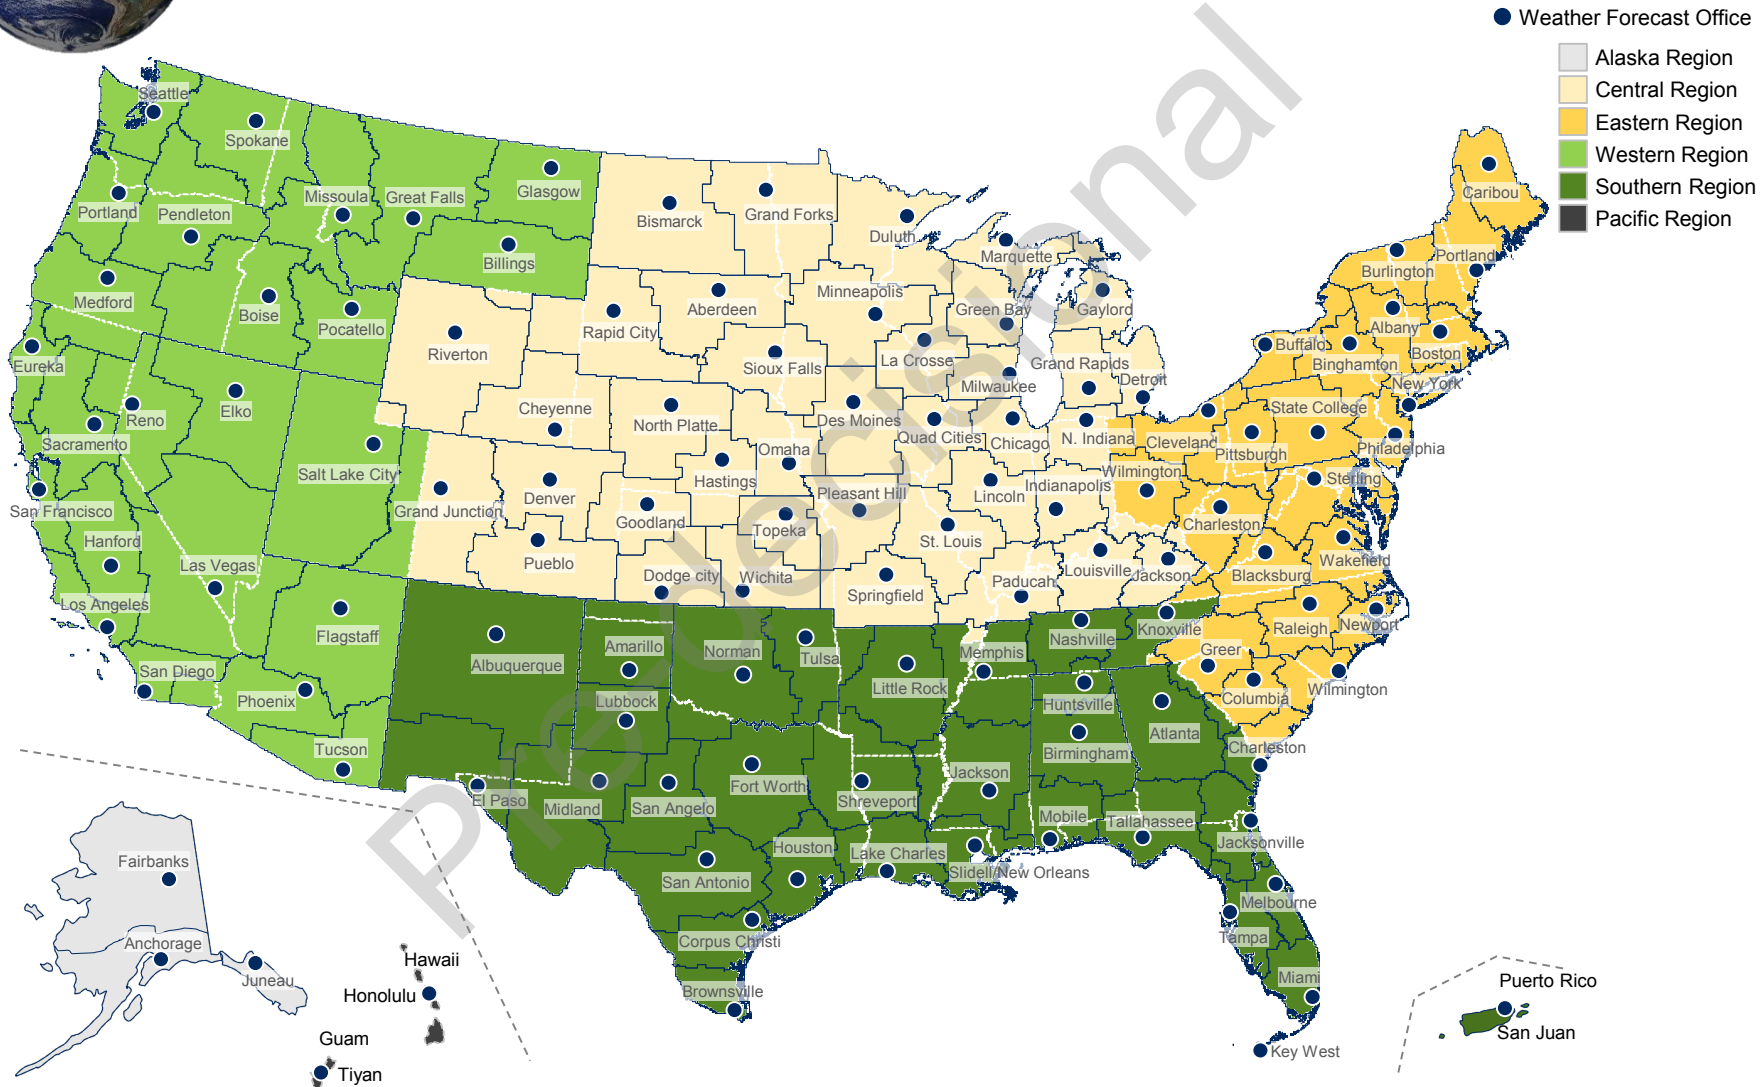 Weather Forecast Office
Alaska Region
Central Region
Eastern Region
Western Region
Southern Region
Pacific Region
Pre-decisional
Seattle
Spokane
Portland
Pendleton
Missoula
Great Falls
Glasgow
Billings
Medford
Boise
Pocatello
Eureka
Reno
Elko
Sacramento
Salt Lake City
San Francisco
Hanford
Las Vegas
Los Angeles
Flagstaff
San Diego
Phoenix
Tucson
Bismarck
Grand Forks
Duluth
Marquette
Minneapolis
Aberdeen
Rapid City
Riverton
Green Bay
Gaylord
La Crosse
Sioux Falls
Grand Rapids
Milwaukee
Detroit
Cheyenne
North Platte
Des Moines
Quad Cities
Chicago
N. Indiana
Omaha
Hastings
Denver
Grand Junction
Goodland
Topeka
Pleasant Hill
Lincoln
Indianapolis
St. Louis
Pueblo
Dodge city
Wichita
Springfield
Paducah
Louisville
Jackson
Caribou
Burlington
Portland
Albany
Buffalo
Binghamton
Boston
New York
State College
Cleveland
Pittsburgh
Philadelphia
Wilmington
Sterling
Charleston
Wakefield
Blacksburg
Raleigh
Newport
Greer
Columbia
Wilmington
Charleston
Albuquerque
Amarillo
Norman
Tulsa
Little Rock
Memphis
Nashville
Knoxville
Lubbock
Huntsville
Birmingham
Atlanta
El Paso
Midland
San Angelo
Fort Worth
Shreveport
Jackson
Mobile
Tallahassee
Jacksonville
Houston
Lake Charles
Slidell/New Orleans
San Antonio
Corpus Christi
Brownsville
Melbourne
Tampa
Miami
Key West
Fairbanks
Anchorage
Juneau
Hawaii
Honolulu
Guam
Tiyan
Puerto Rico
San Juan